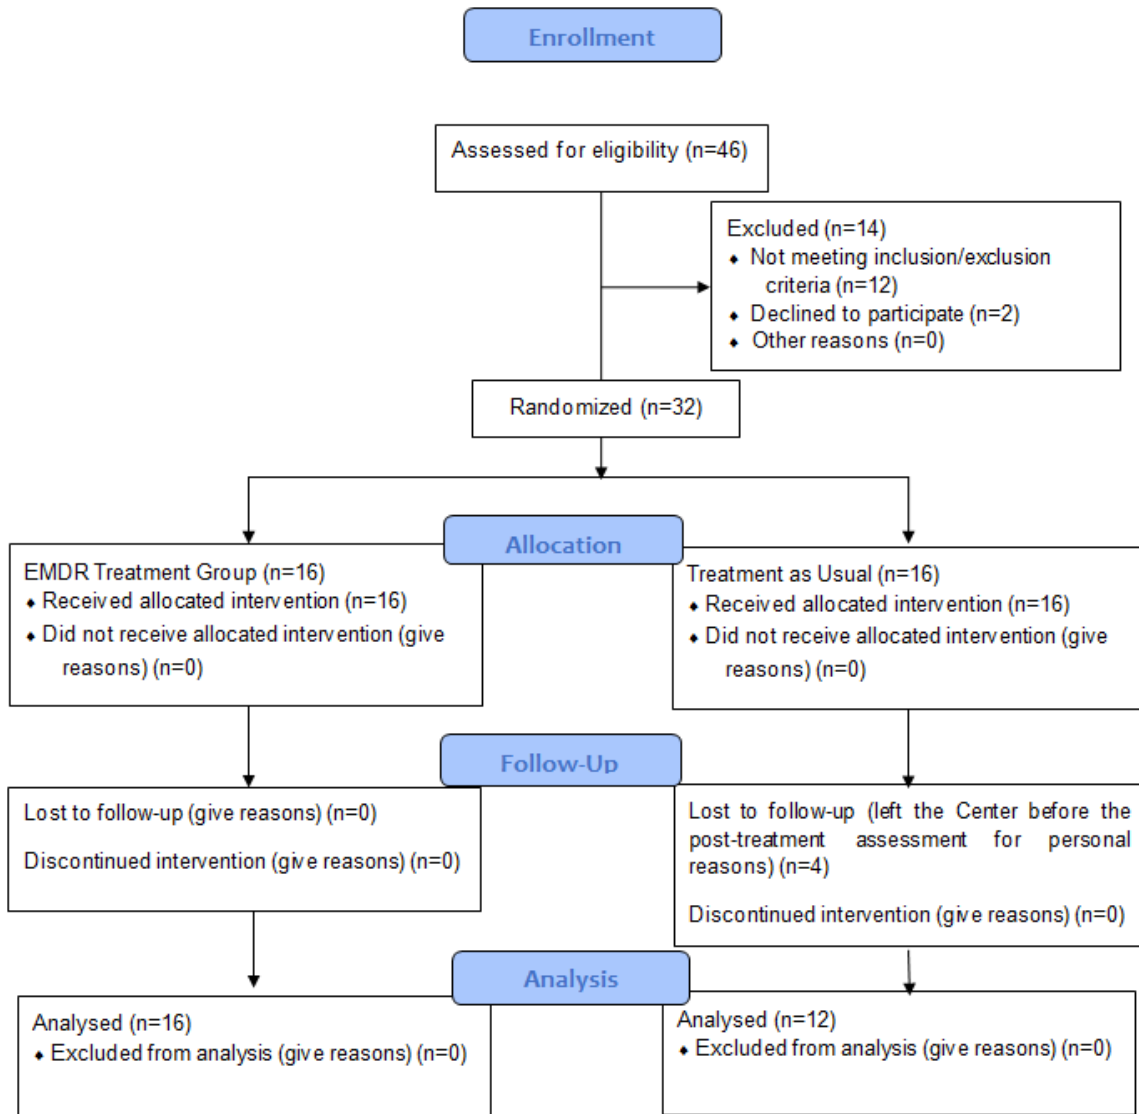 Enrollment
Assessed for eligibility (n=46)
Excluded (n=14)
⬧ Not meeting inclusion/exclusion
criteria (n=12)
⬧ Declined to participate (n=2)
⬧ Other reasons (n=0)
Randomized (n=32)
Allocation
EMDR Treatment Group (n=16)
⬧ Received allocated intervention (n=16)
⬧ Did not receive allocated intervention (give
reasons) (n=0)
Treatment as Usual (n=16)
⬧ Received allocated intervention (n=16)
⬧ Did not receive allocated intervention (give
reasons) (n=0)
Follow-Up
Lost to follow-up (give reasons) (n=0)
Discontinued intervention (give reasons) (n=0)
Lost to follow-up (left the Center before the
post-treatment assessment for personal
reasons) (n=4)
Discontinued intervention (give reasons) (n=0)
Analysis
Analysed (n=16)
⬧ Excluded from analysis (give reasons) (n=0)
Analysed (n=12)
⬧ Excluded from analysis (give reasons) (n=0)